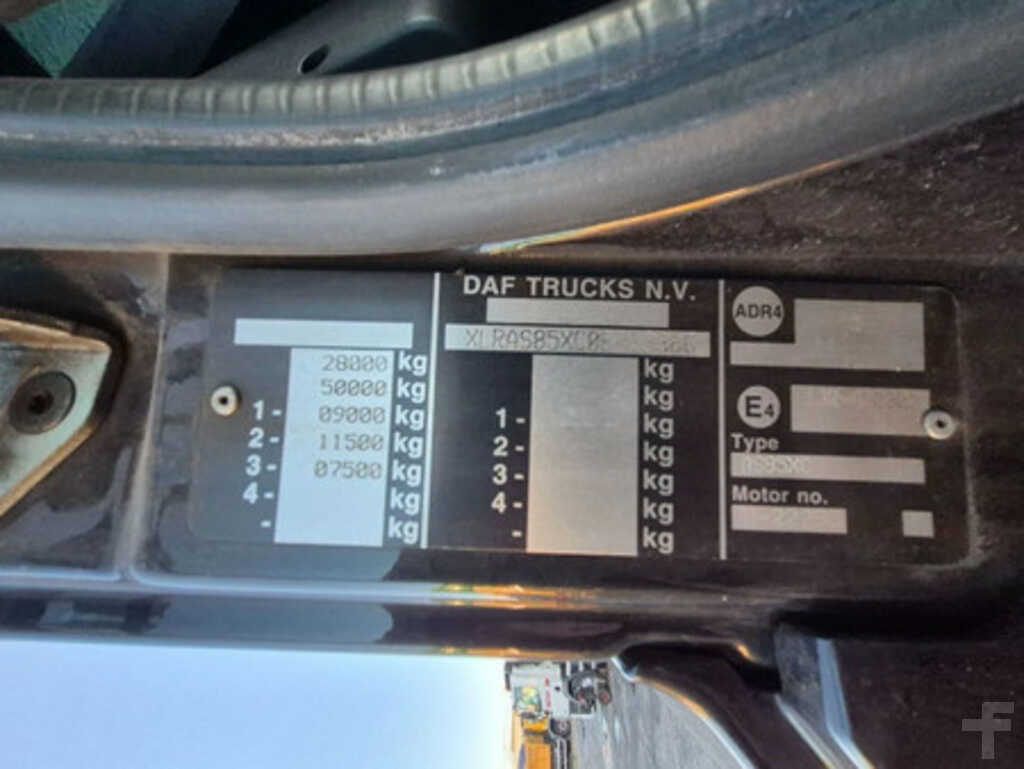 28000 kg
50000 kg
1- 09000 kg
2- 11500 kg
3- 07500 kg
4- kg
- kg
DAF TRUCKS N.V.
kg
kg
1- kg
2- kg
3- kg
4- kg
- kg
ADR4
E4
Type
Motor no.